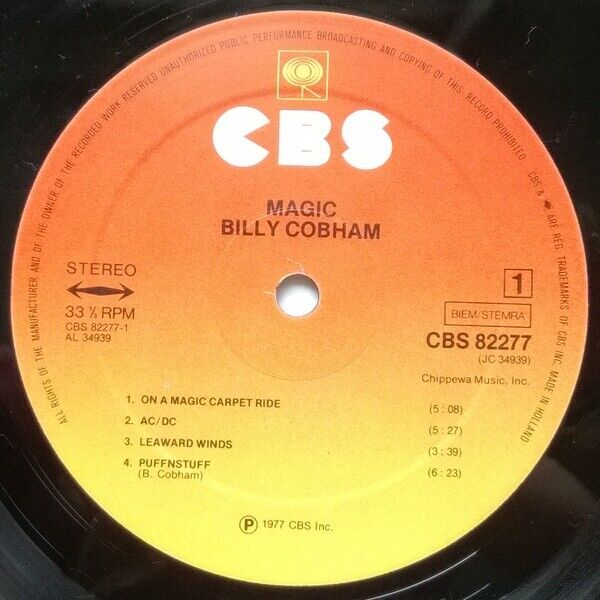 ALL RIGHTS OF THE MANUFACTURER AND OF THE OWNER OF THE RECORDED WORK RESERVED UNAUTHORIZED PUBLIC PERFORMANCE BROADCASTING AND COPYING OF THIS RECORD PROHIBITED
CBS & ARE REG. TRADEMARKS OF CBS INC. MADE IN HOLLAND
CBS
MAGIC
BILLY COBHAM
STEREO
33 ⅓ RPM
CBS 82277-1
AL 34939
1
BIEM/STEMRA
CBS 82277
(JC 34939)
Chippewa Music, Inc.
1. ON A MAGIC CARPET RIDE (5 : 08)
2. AC/DC (5 : 27)
3. LEAWARD WINDS (3 : 39)
4. PUFFNSTUFF (6 : 23)
(B. Cobham)
Ⓟ 1977 CBS Inc.